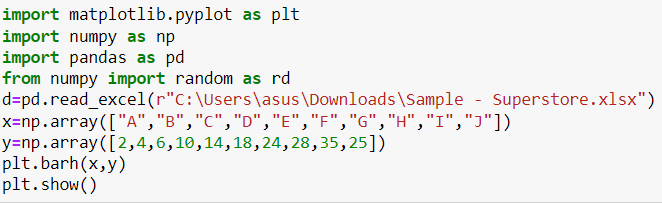 import matplotlib.pyplot as plt
import numpy as np
import pandas as pd
from numpy import random as rd
d=pd.read_excel(r"C:\Users\asus\Downloads\Sample - Superstore.xlsx")
x=np.array(["A","B","C","D","E","F","G","H","I","J"])
y=np.array([2,4,6,10,14,18,24,28,35,25])
plt.barh(x,y)
plt.show()